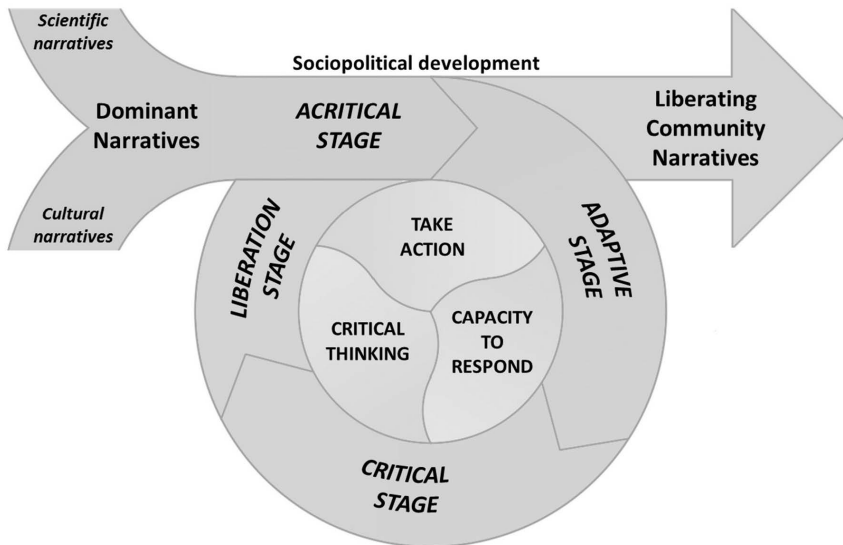 Scientific
narratives
Sociopolitical development
Dominant
Narratives
ACRITICAL
STAGE
Liberating
Community
Narratives
Cultural
narratives
TAKE
ACTION
ADAPTIVE
STAGE
LIBERATION
STAGE
CRITICAL
THINKING
CAPACITY
TO
RESPOND
CRITICAL
STAGE